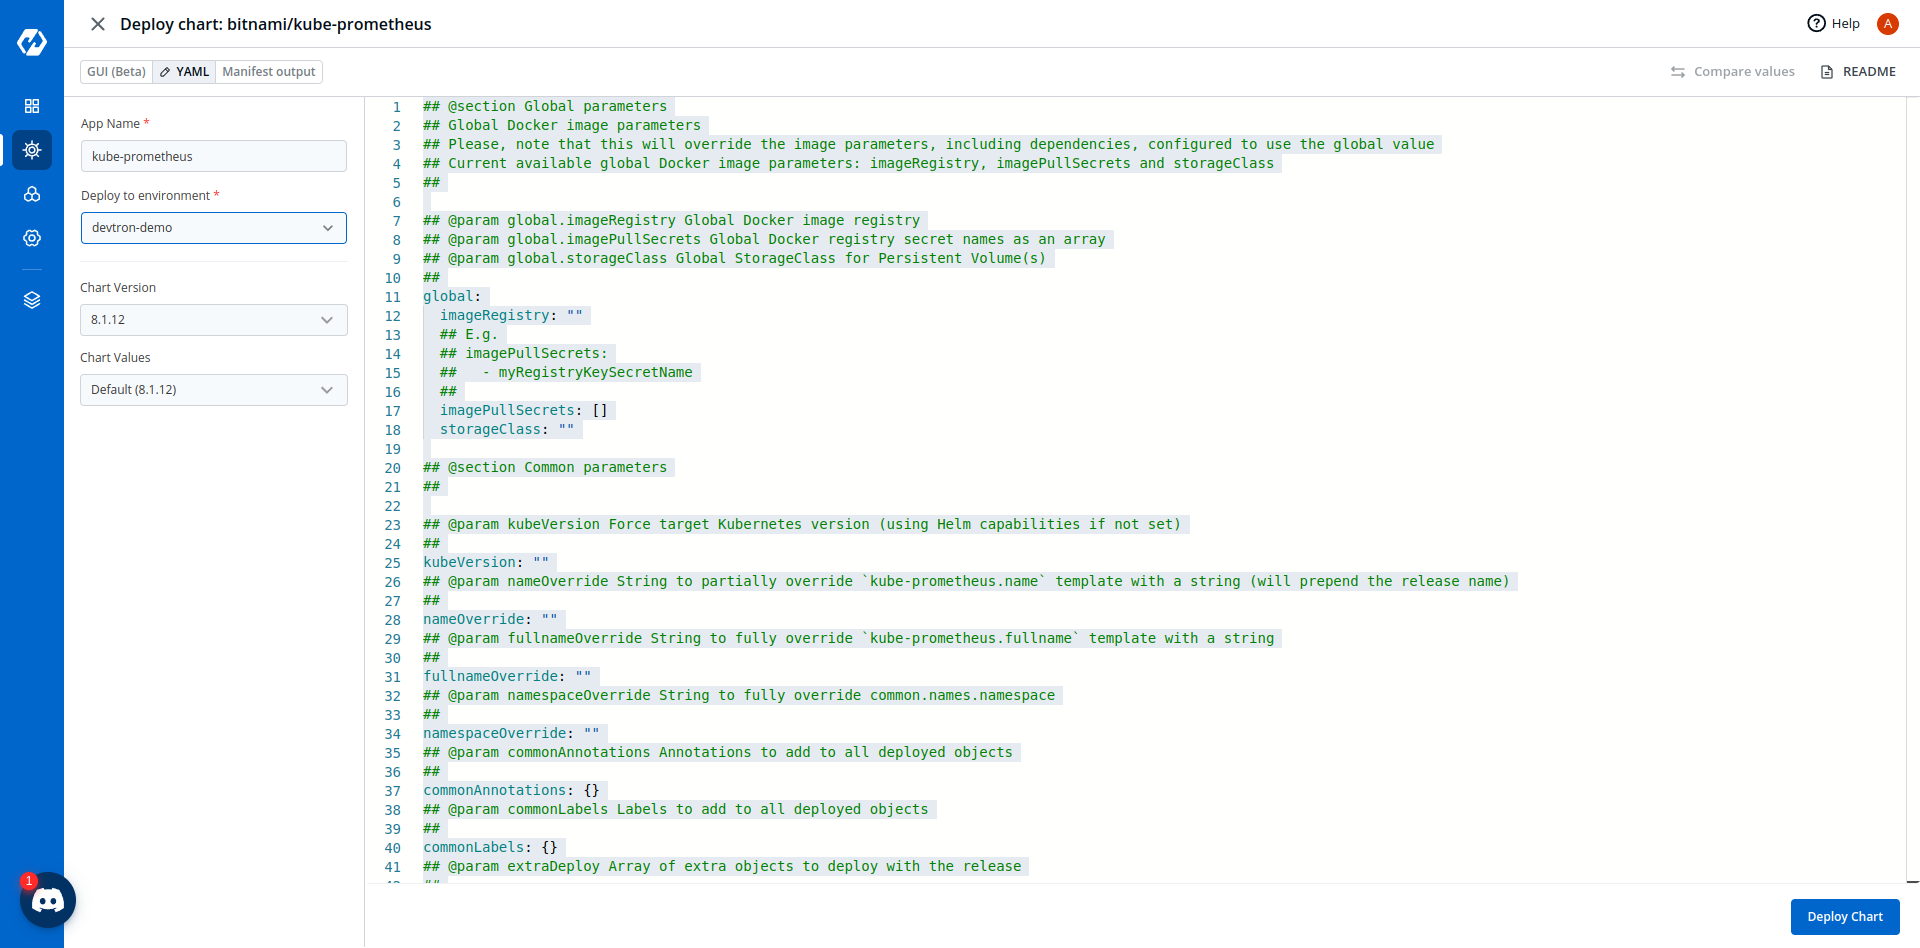 Deploy chart: bitnami/kube-prometheus
Help
A
GUI (Beta)
YAML
Manifest output
Compare values
README
App Name *
kube-prometheus
Deploy to environment *
devtron-demo
Chart Version
8.1.12
Chart Values
Default (8.1.12)
1 ## @section Global parameters
2 ## Global Docker image parameters
3 ## Please, note that this will override the image parameters, including dependencies, configured to use the global value
4 ## Current available global Docker image parameters: imageRegistry, imagePullSecrets and storageClass
5 ##
6
7 ## @param global.imageRegistry Global Docker image registry
8 ## @param global.imagePullSecrets Global Docker registry secret names as an array
9 ## @param global.storageClass Global StorageClass for Persistent Volume(s)
10 ##
11 global:
12   imageRegistry: ""
13   ## E.g.
14   ## imagePullSecrets:
15   ##   - myRegistryKeySecretName
16   ##
17   imagePullSecrets: []
18   storageClass: ""
19
20 ## @section Common parameters
21 ##
22
23 ## @param kubeVersion Force target Kubernetes version (using Helm capabilities if not set)
24 ##
25 kubeVersion: ""
26 ## @param nameOverride String to partially override `kube-prometheus.name` template with a string (will prepend the release name)
27 ##
28 nameOverride: ""
29 ## @param fullnameOverride String to fully override `kube-prometheus.fullname` template with a string
30 ##
31 fullnameOverride: ""
32 ## @param namespaceOverride String to fully override common.names.namespace
33 ##
34 namespaceOverride: ""
35 ## @param commonAnnotations Annotations to add to all deployed objects
36 ##
37 commonAnnotations: {}
38 ## @param commonLabels Labels to add to all deployed objects
39 ##
40 commonLabels: {}
41 ## @param extraDeploy Array of extra objects to deploy with the release
1
Deploy Chart